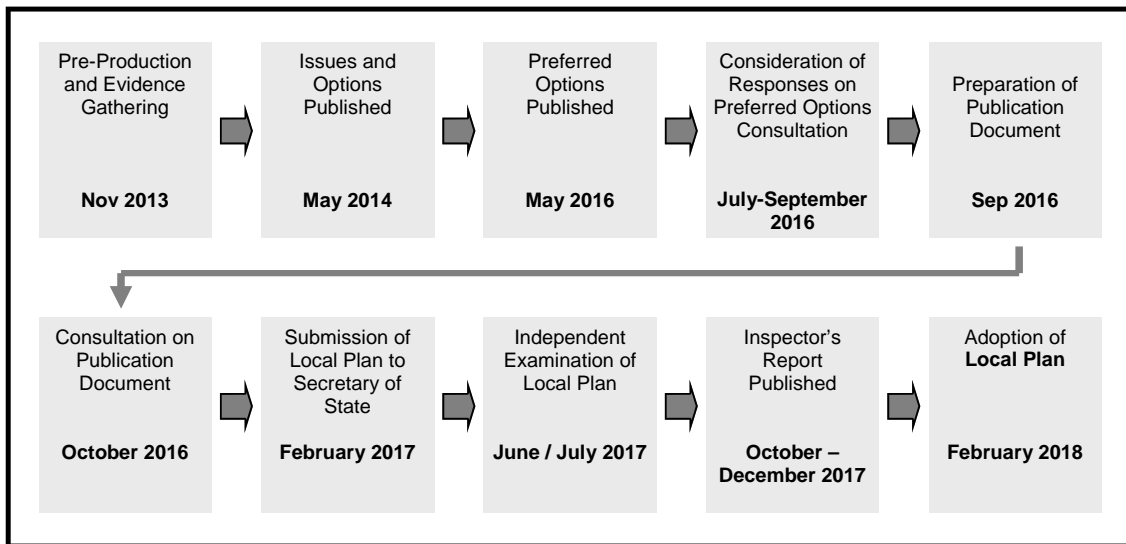 Pre-Production
and Evidence
Gathering
Nov 2013
Issues and
Options
Published
May 2014
Preferred
Options
Published
May 2016
Consideration of
Responses on
Preferred Options
Consultation
July-September
2016
Preparation of
Publication
Document
Sep 2016
Consultation on
Publication
Document
October 2016
Submission of
Local Plan to
Secretary of
State
February 2017
Independent
Examination of
Local Plan
June / July 2017
Inspector’s
Report
Published
October –
December 2017
Adoption of
Local Plan
February 2018